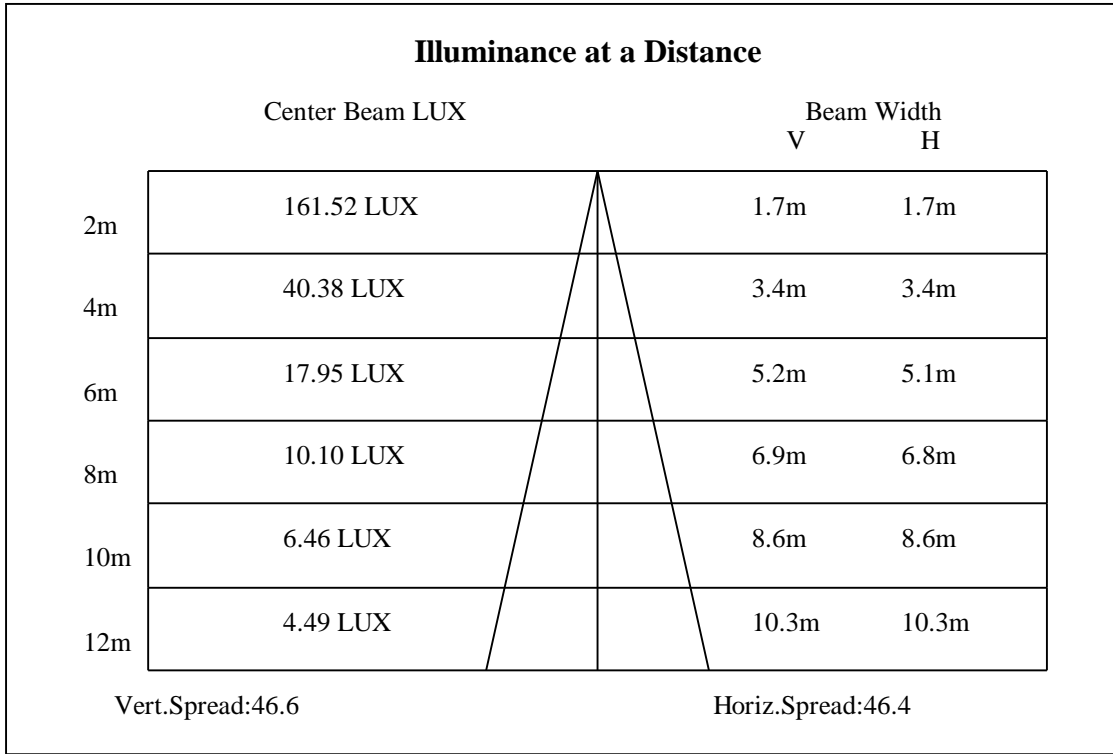 Illuminance at a Distance
Center Beam LUX Beam Width
V H
2m 161.52 LUX 1.7m 1.7m
4m 40.38 LUX 3.4m 3.4m
6m 17.95 LUX 5.2m 5.1m
8m 10.10 LUX 6.9m 6.8m
10m 6.46 LUX 8.6m 8.6m
12m 4.49 LUX 10.3m 10.3m
Vert.Spread:46.6 Horiz.Spread:46.4